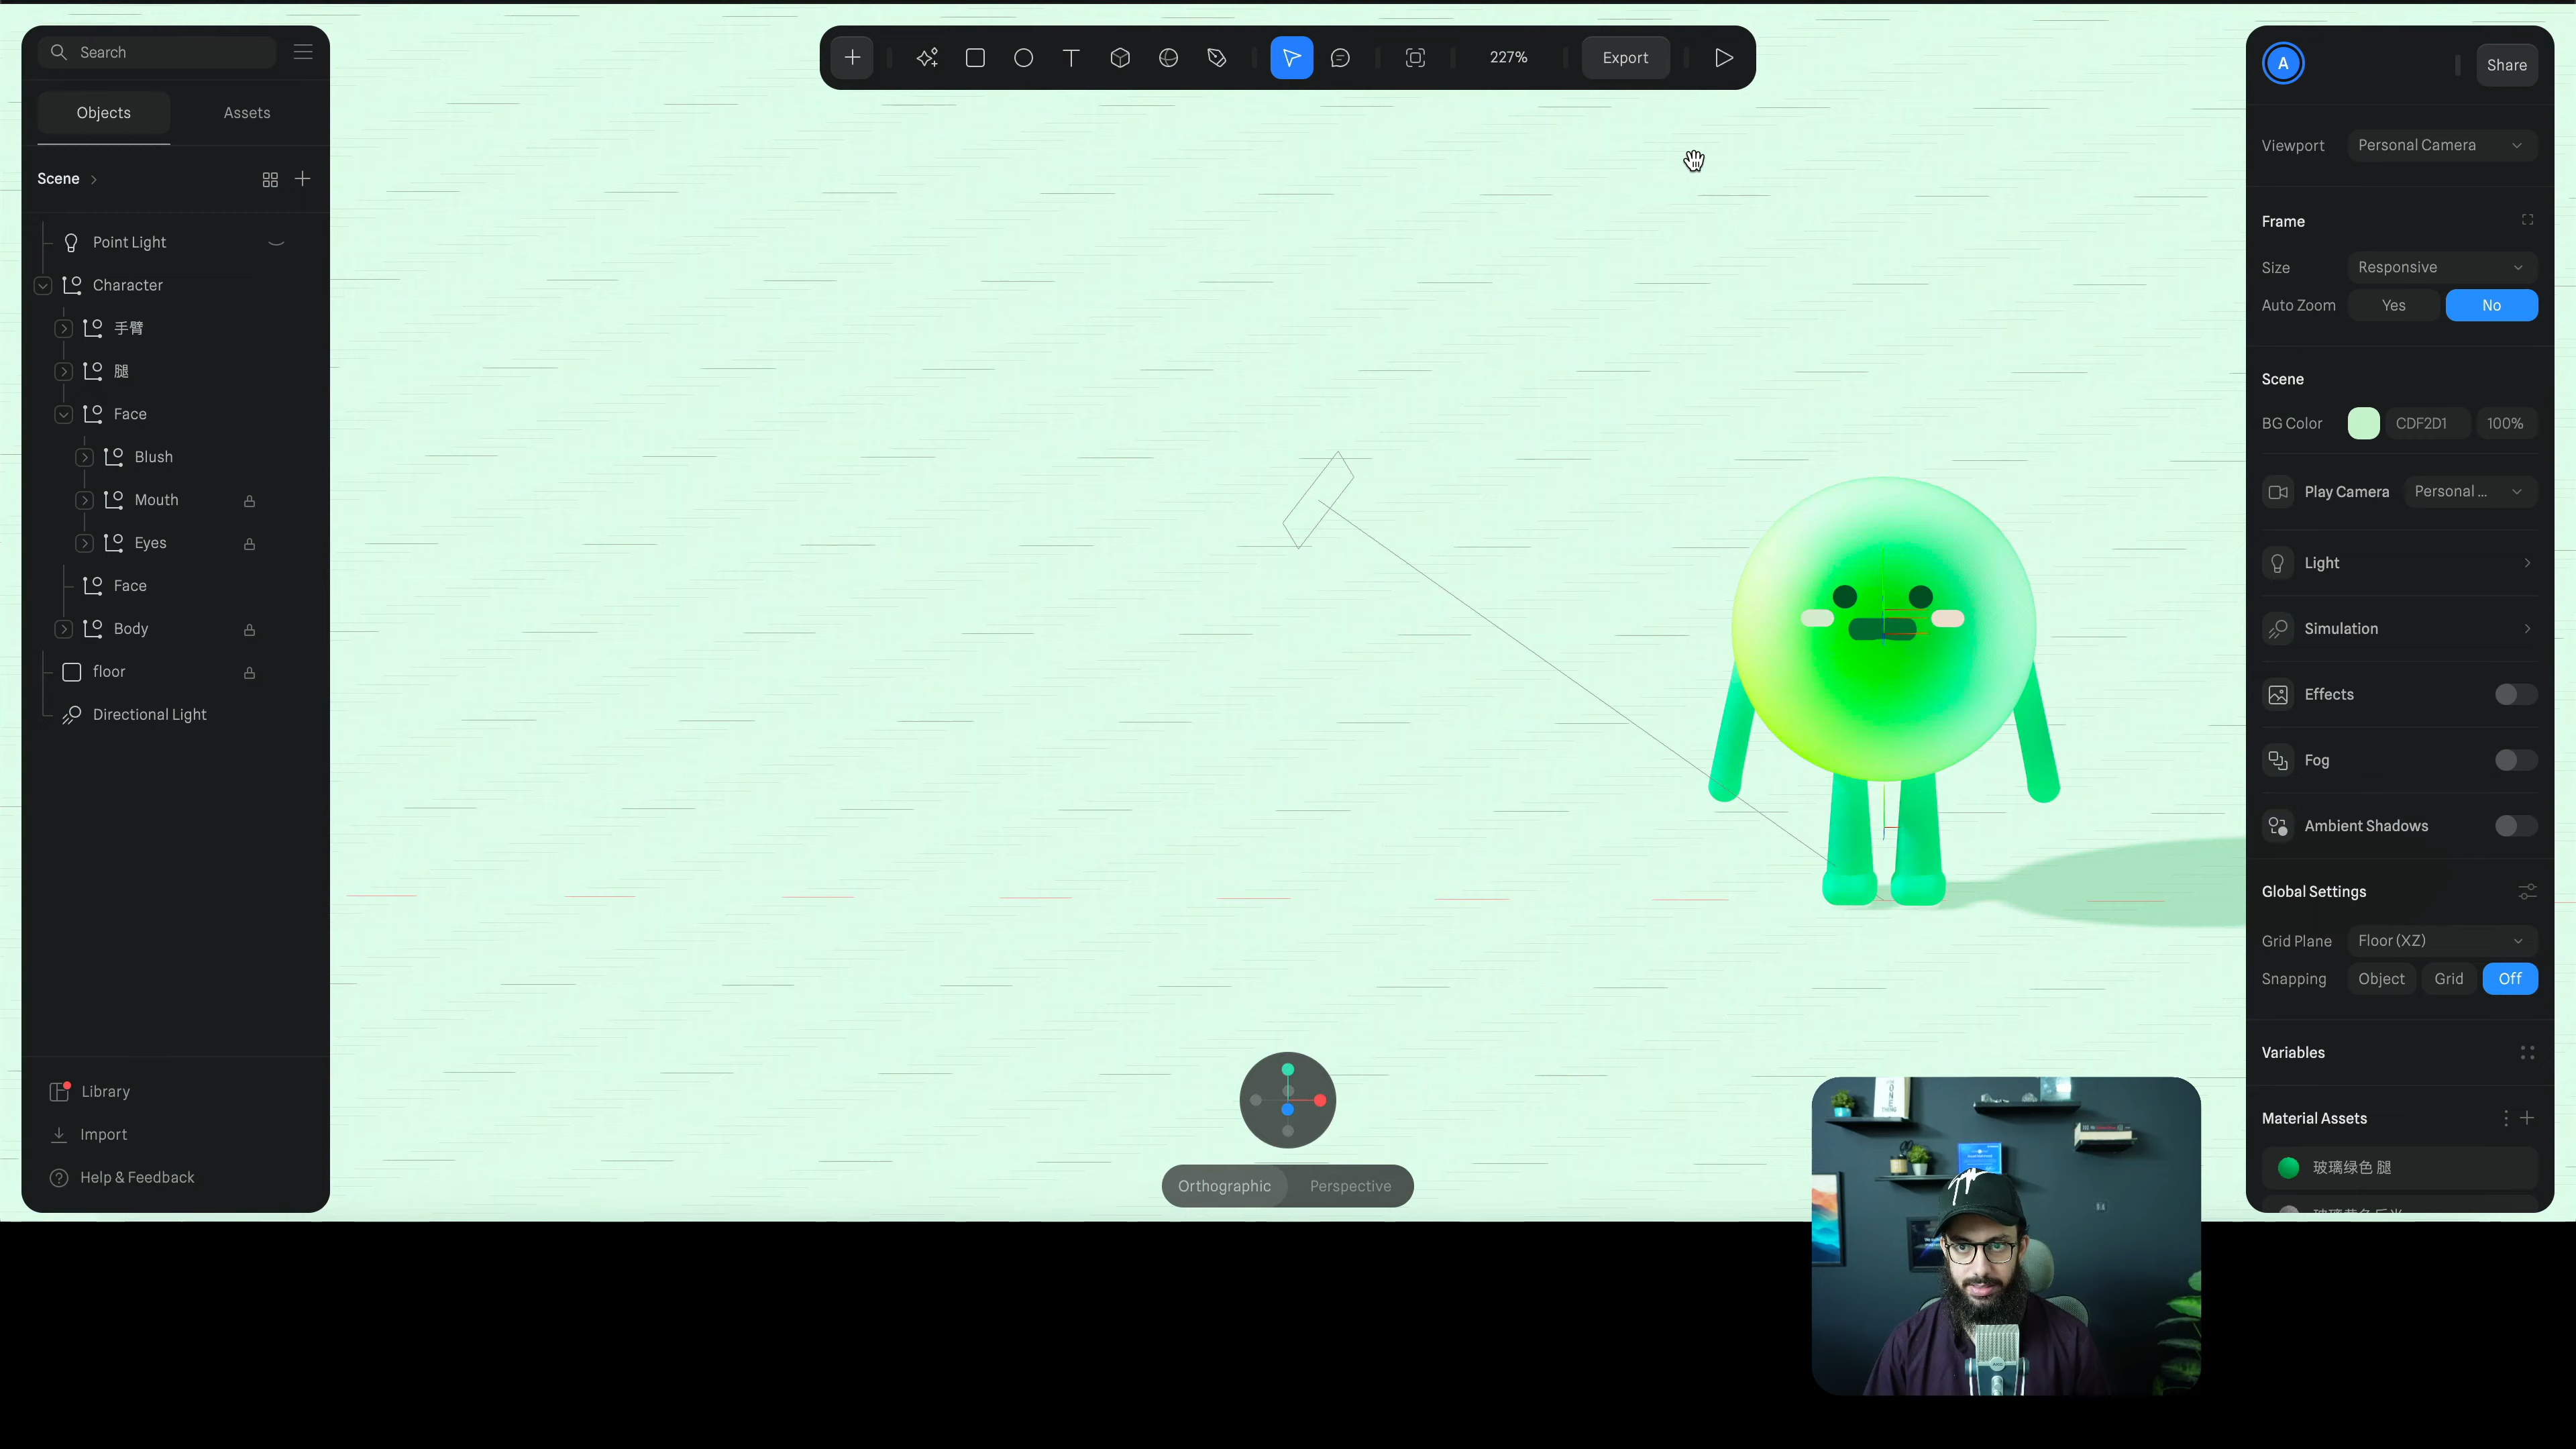 Search
Objects
Assets
Scene
Point Light
Character
手臂
腿
Face
Blush
Mouth
Eyes
Face
Body
floor
Directional Light
Library
Import
Help & Feedback
227%
Export
Orthographic
Perspective
A
Share
Viewport
Personal Camera
Frame
Size
Responsive
Auto Zoom
Yes
No
Scene
BG Color
CDF2D1
100%
Play Camera
Personal ...
Light
Simulation
Effects
Fog
Ambient Shadows
Global Settings
Grid Plane
Floor (XZ)
Snapping
Object
Grid
Off
Variables
Material Assets
玻璃绿色 腿